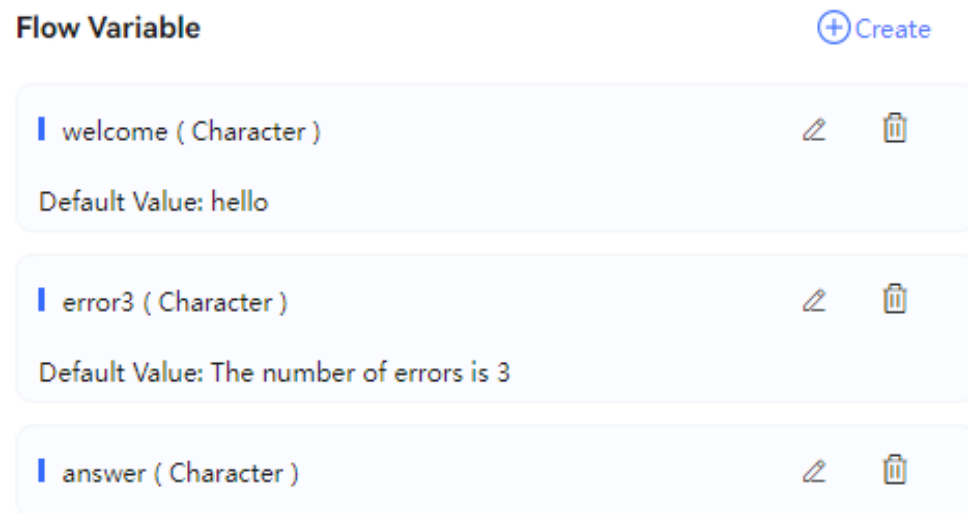 Flow Variable
Create
welcome ( Character )
Default Value: hello
error3 ( Character )
Default Value: The number of errors is 3
answer ( Character )